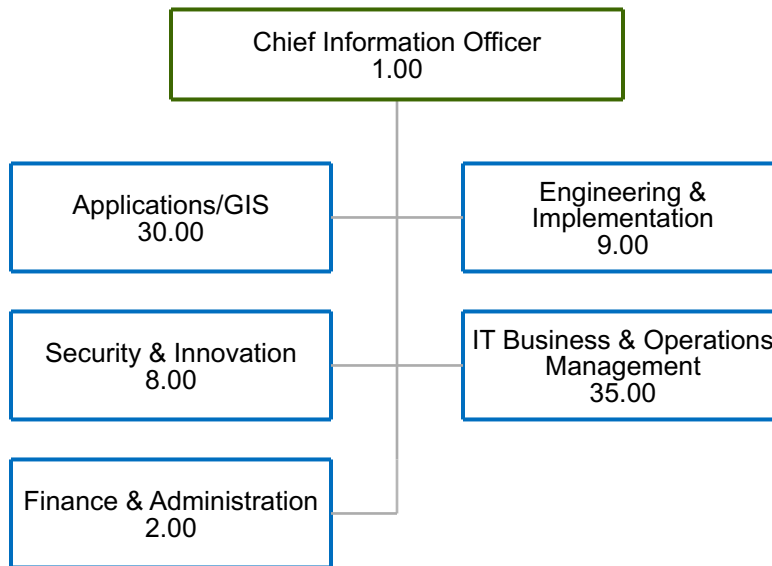 Chief Information Officer
1.00
Applications/GIS
30.00
Engineering &
Implementation
9.00
Security & Innovation
8.00
IT Business & Operations
Management
35.00
Finance & Administration
2.00